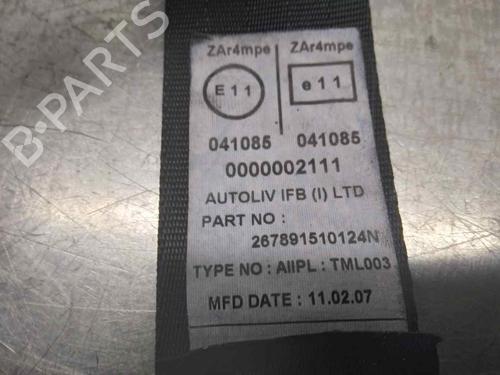 ZAr4mpe ZAr4mpe
E 11 e 11
041085 041085
0000002111
AUTOLIV IFB (I) LTD
PART NO :
267891510124N
TYPE NO : AIIPL : TML003
MFD DATE : 11.02.07
B-PARTS